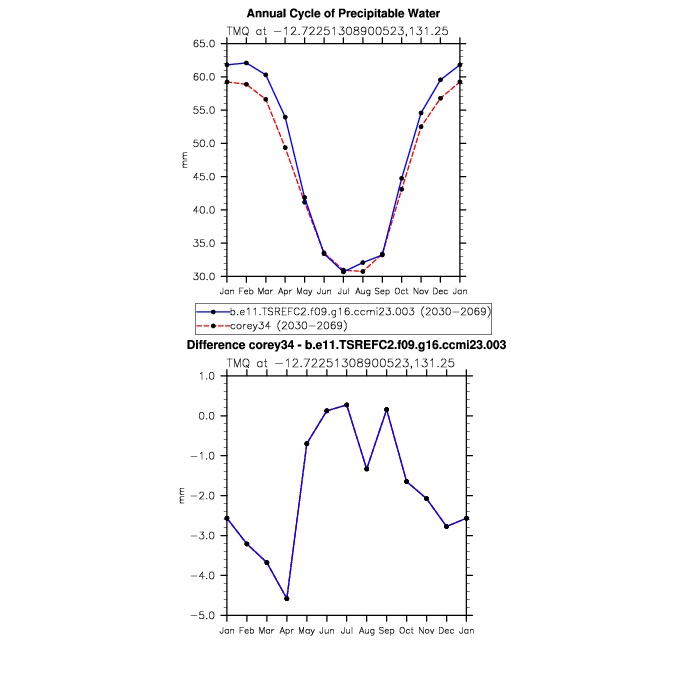 Annual Cycle of Precipitable Water
TMQ at −12.72251308900523,131.25
65.0
60.0
55.0
50.0
45.0
40.0
35.0
30.0
mm
Jan Feb Mar Apr May Jun Jul Aug Sep Oct Nov Dec Jan
b.e11.TSREFC2.f09.g16.ccmi23.003 (2030−2069)
corey34 (2030−2069)
Difference corey34 - b.e11.TSREFC2.f09.g16.ccmi23.003
TMQ at −12.72251308900523,131.25
1.0
0.0
−1.0
−2.0
−3.0
−4.0
−5.0
mm
Jan Feb Mar Apr May Jun Jul Aug Sep Oct Nov Dec Jan